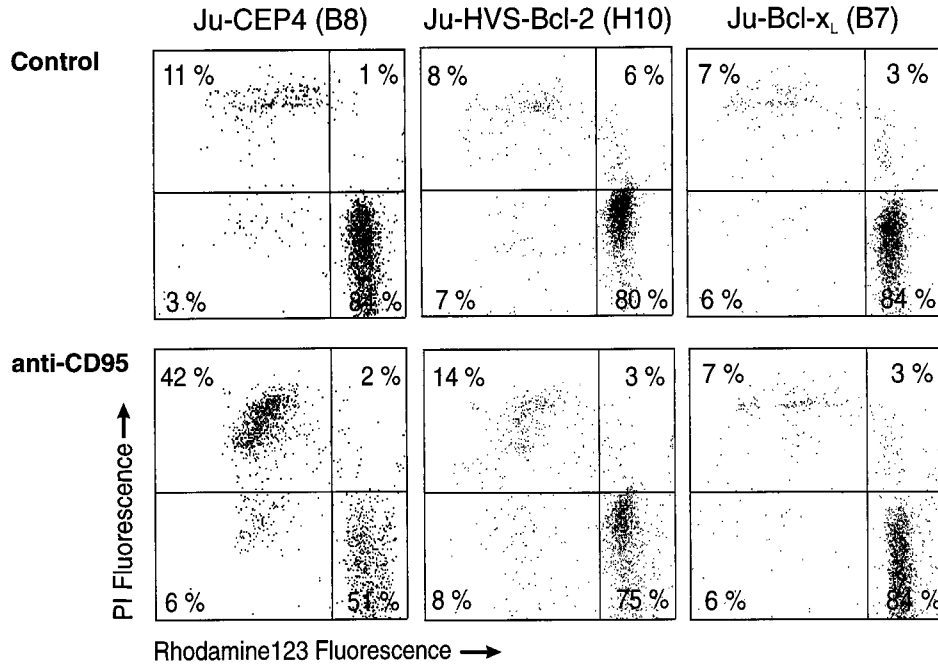 Ju-CEP4 (B8) Ju-HVS-Bcl-2 (H10) Ju-Bcl-xL (B7)
Control
11 % 1 % 8 % 6 % 7 % 3 %
3 % 84 % 7 % 80 % 6 % 84 %
anti-CD95
42 % 2 % 14 % 3 % 7 % 3 %
6 % 51 % 8 % 75 % 6 % 84 %
PI Fluorescence →
Rhodamine123 Fluorescence →